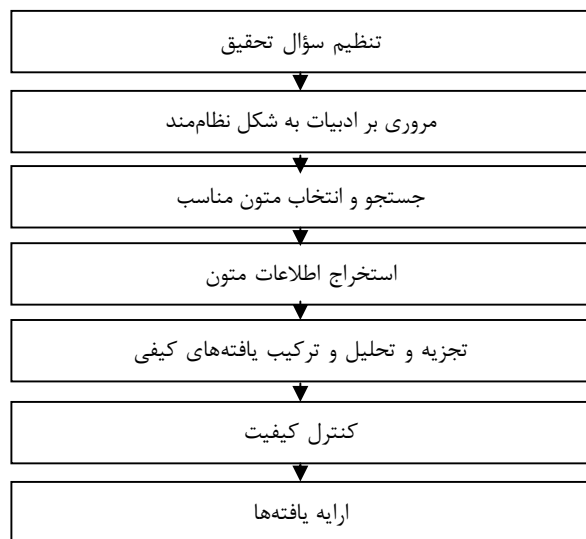 تنظیم سؤال تحقیق
مروری بر ادبیات به شکل نظام‌مند
جستجو و انتخاب متون مناسب
استخراج اطلاعات متون
تجزیه و تحلیل و ترکیب یافته‌های کیفی
کنترل کیفیت
ارایه یافته‌ها